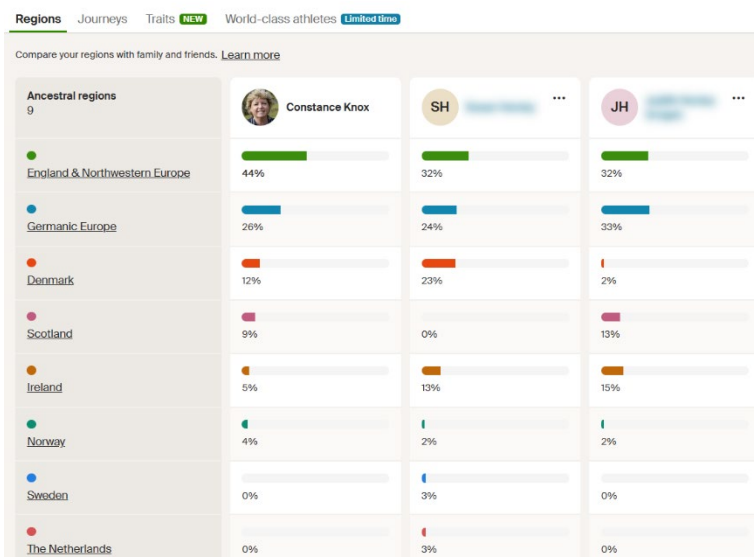 Regions Journeys Traits NEW World-class athletes Limited time
Compare your regions with family and friends. Learn more
Ancestral regions
9
Constance Knox
SH
...
JH
...
England & Northwestern Europe
44%
32%
32%
Germanic Europe
26%
24%
33%
Denmark
12%
23%
2%
Scotland
9%
0%
13%
Ireland
5%
13%
15%
Norway
4%
2%
2%
Sweden
0%
3%
0%
The Netherlands
0%
3%
0%